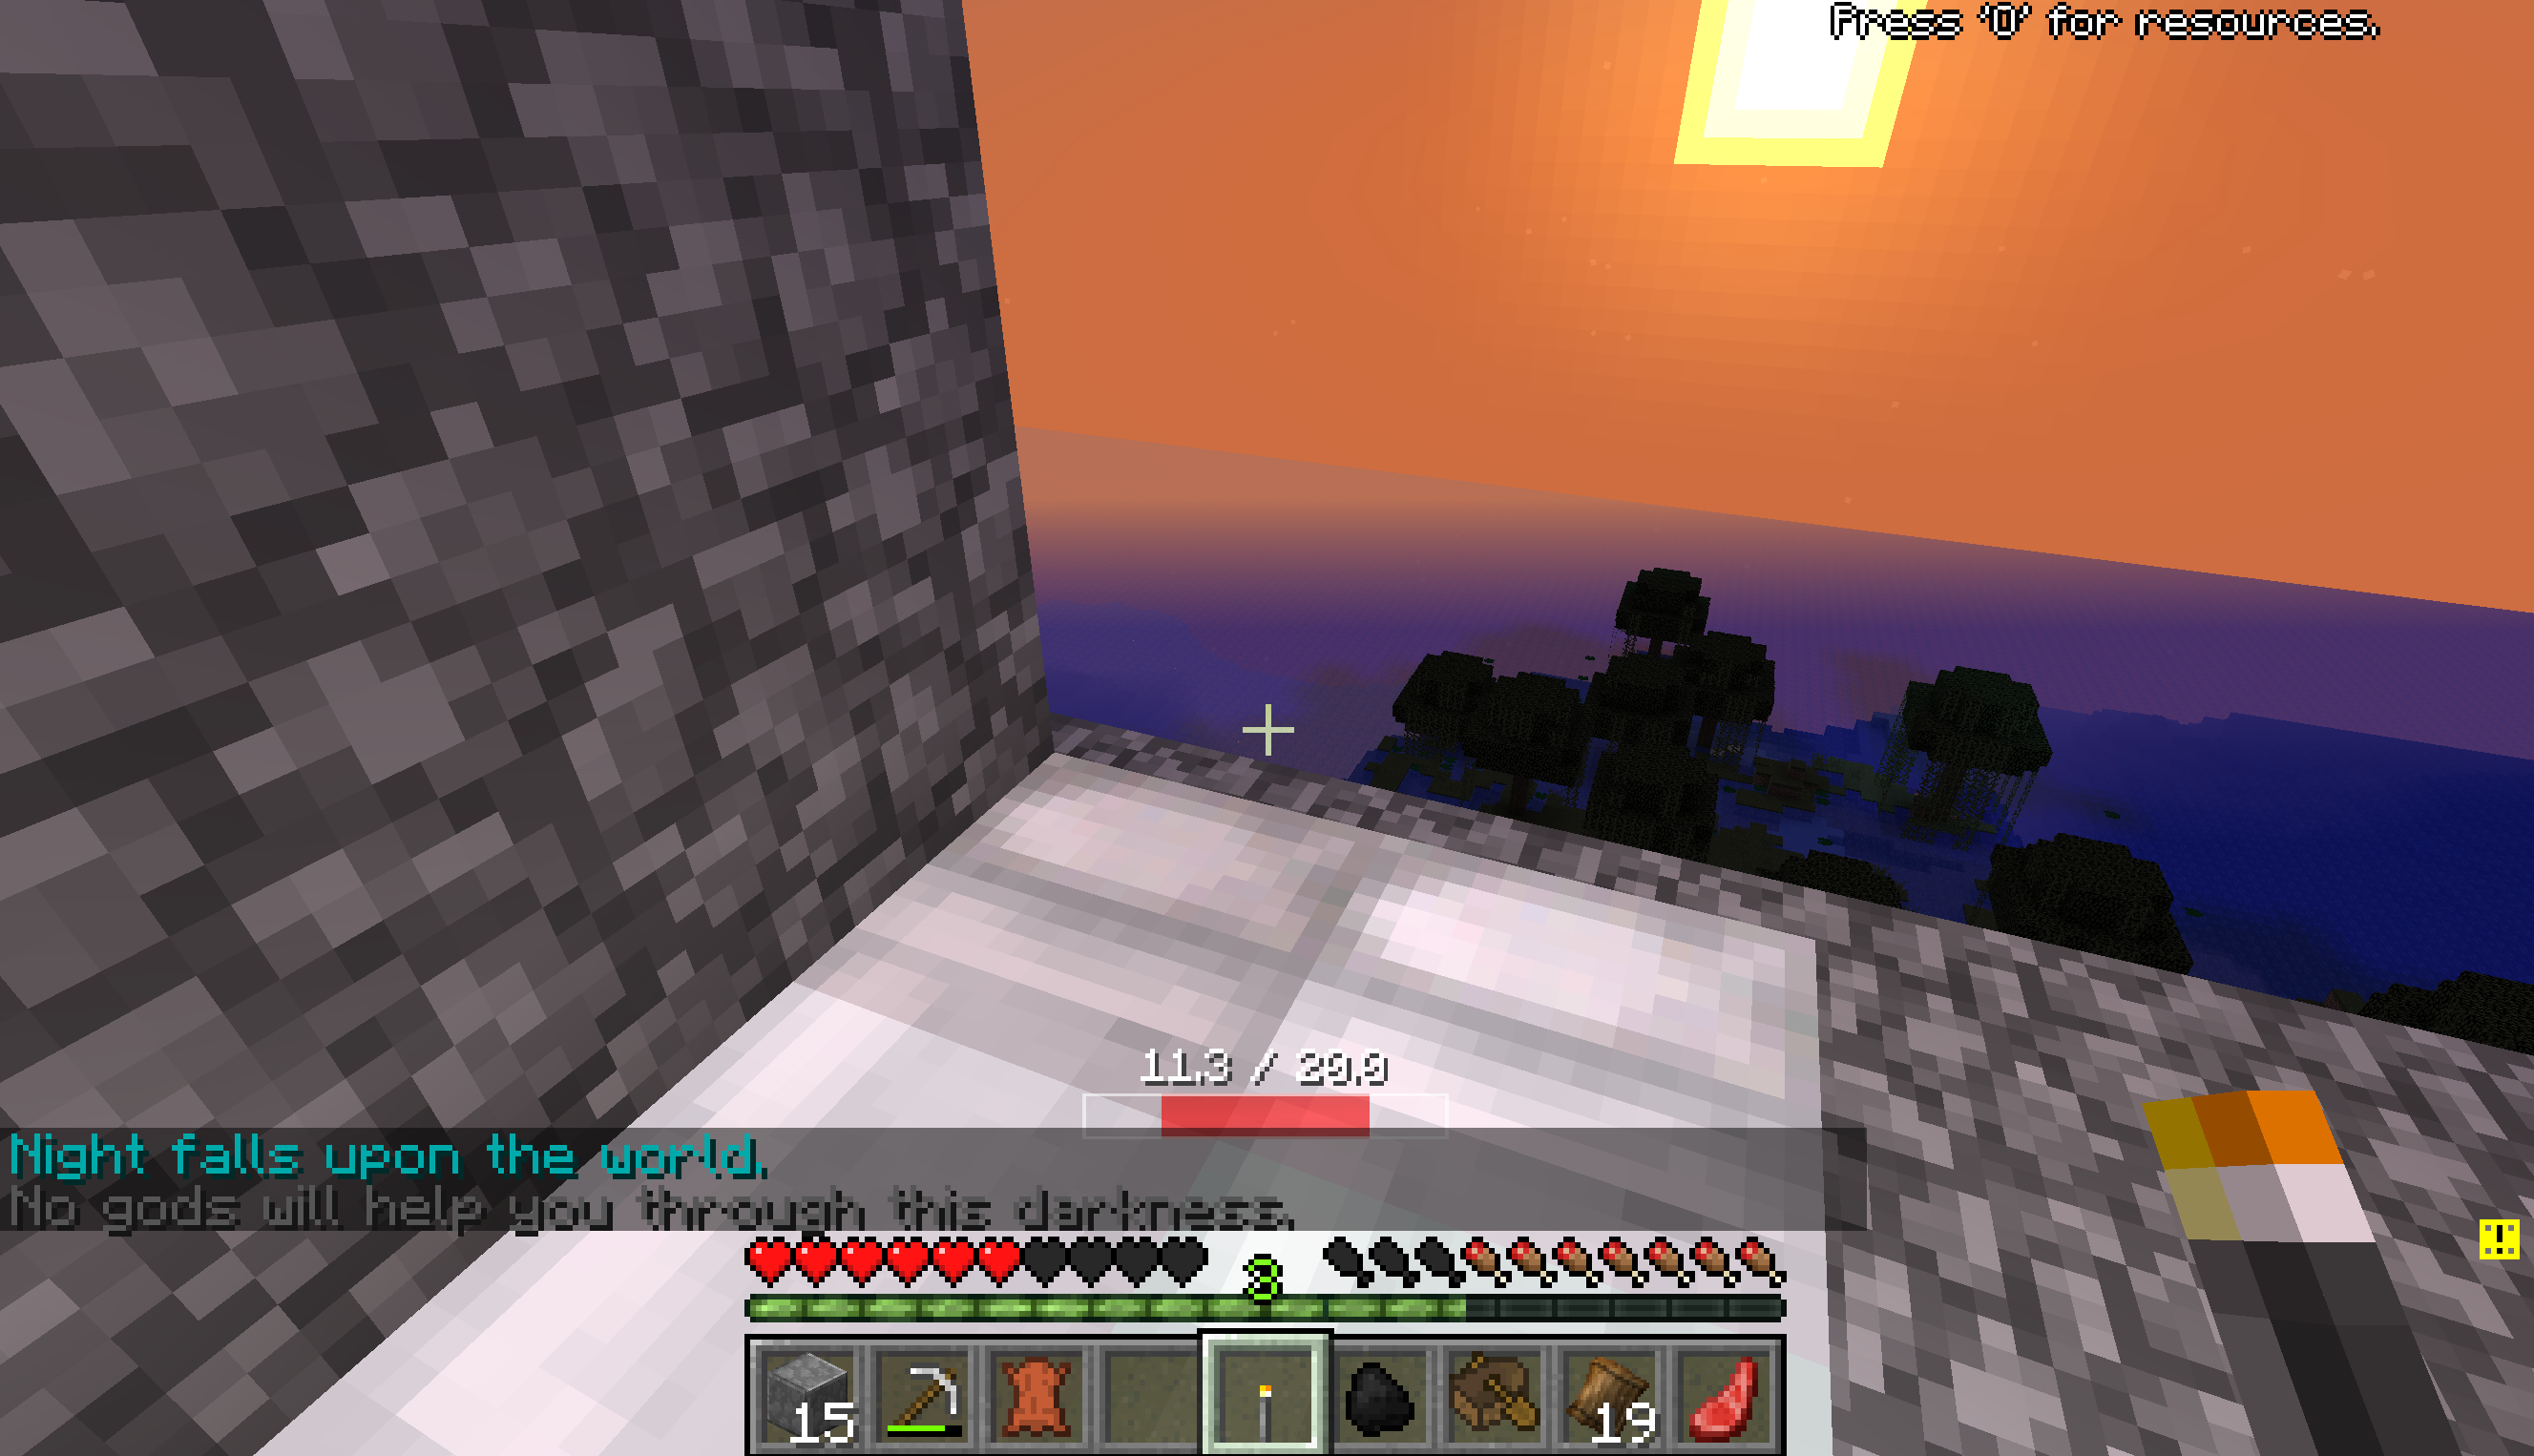 Press 'O' for resources.
11.3 / 20.0
Night falls upon the world.
No gods will help you through this darkness.
3
15
19